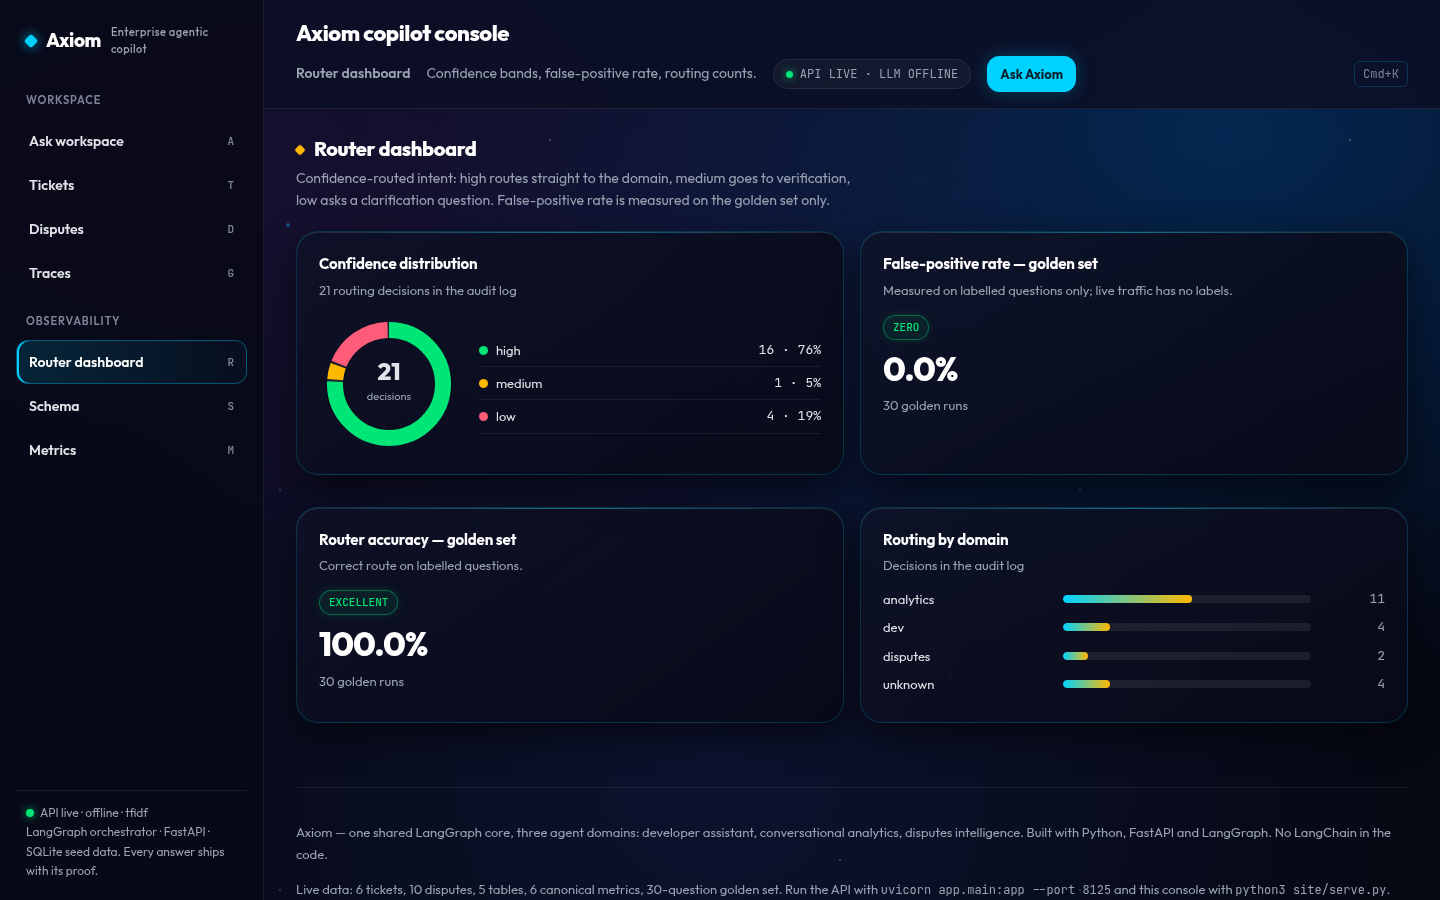 Axiom
Enterprise agentic
copilot
WORKSPACE
Ask workspace A
Tickets T
Disputes D
Traces G
OBSERVABILITY
Router dashboard R
Schema S
Metrics M
API live · offline · tfidf
LangGraph orchestrator · FastAPI ·
SQLite seed data. Every answer ships
with its proof.
Axiom copilot console
Router dashboard Confidence bands, false-positive rate, routing counts. API LIVE · LLM OFFLINE Ask Axiom Cmd+K
Router dashboard
Confidence-routed intent: high routes straight to the domain, medium goes to verification,
low asks a clarification question. False-positive rate is measured on the golden set only.
Confidence distribution
21 routing decisions in the audit log
21
decisions
high 16 · 76%
medium 1 · 5%
low 4 · 19%
False-positive rate — golden set
Measured on labelled questions only; live traffic has no labels.
ZERO
0.0%
30 golden runs
Router accuracy — golden set
Correct route on labelled questions.
EXCELLENT
100.0%
30 golden runs
Routing by domain
Decisions in the audit log
analytics 11
dev 4
disputes 2
unknown 4
Axiom — one shared LangGraph core, three agent domains: developer assistant, conversational analytics, disputes intelligence. Built with Python, FastAPI and LangGraph. No LangChain in the
code.
Live data: 6 tickets, 10 disputes, 5 tables, 6 canonical metrics, 30-question golden set. Run the API with uvicorn app.main:app --port 8125 and this console with python3 site/serve.py.